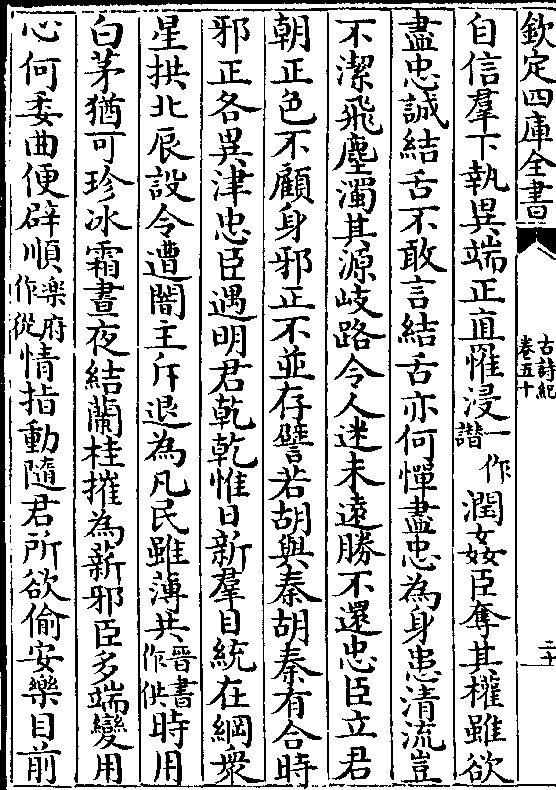 欽定四庫全書
古詩紀
卷五十
二十
自信羣下執異端正直罹浸一作譖潤姦臣奪其權雖欲
盡忠誠結舌不敢言結舌亦何憚盡忠為身患清流豈
不潔飛塵濁其源岐路令人迷未遠勝不還忠臣立君
朝正色不顧身邪正不並存譬若胡與秦胡秦有合時
邪正各異津忠臣遇明君乾乾惟日新羣目統在綱衆
星拱北辰設令遭闇主斥退為凡民雖薄共晉書作供時用
白茅猶可珍冰霜晝夜結蘭桂摧為薪邪臣多端變用
心何委曲便辟順樂府作從情指動隨君所欲偷安樂目前